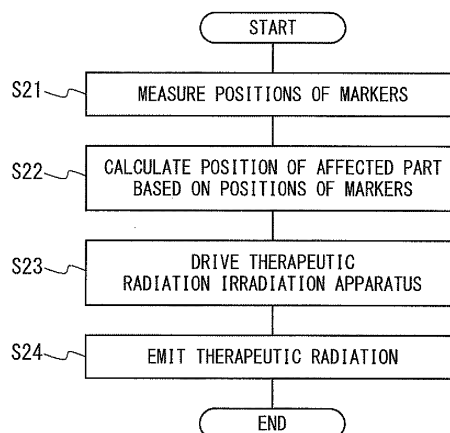 START
S21
MEASURE POSITIONS OF MARKERS
S22
CALCULATE POSITION OF AFFECTED PART
BASED ON POSITIONS OF MARKERS
S23
DRIVE THERAPEUTIC
RADIATION IRRADIATION APPARATUS
S24
EMIT THERAPEUTIC RADIATION
END